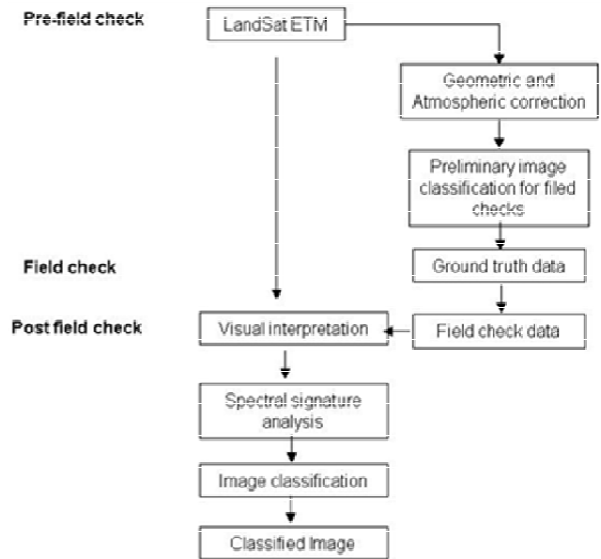 Pre-field check
LandSat ETM
Geometric and
Atmospheric correction
Preliminary image
classification for filed
checks
Field check
Ground truth data
Post field check
Visual interpretation
Field check data
Spectral signature
analysis
Image classification
Classified Image